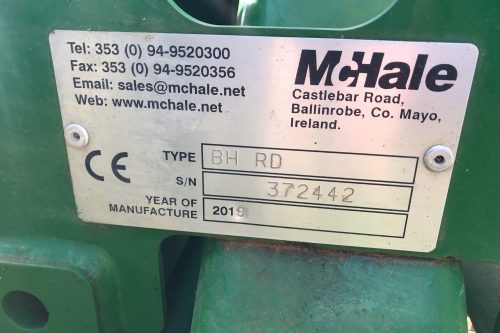 Tel: 353 (0) 94-9520300
Fax: 353 (0) 94-9520356
Email: sales@mchale.net
Web: www.mchale.net
McHale
Castlebar Road,
Ballinrobe, Co. Mayo,
Ireland.
CE
TYPE BH RD
S/N 372442
YEAR OF
MANUFACTURE 2019